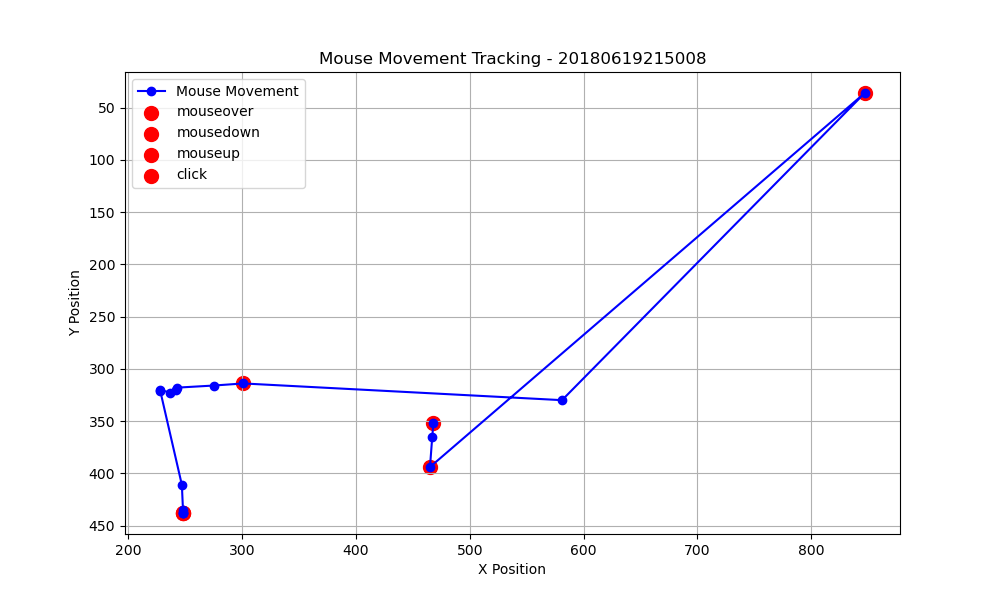 Mouse Movement Tracking - 20180619215008
Mouse Movement
mouseover
mousedown
mouseup
click
50
100
150
200
250
300
350
400
450
Y Position
200 300 400 500 600 700 800
X Position